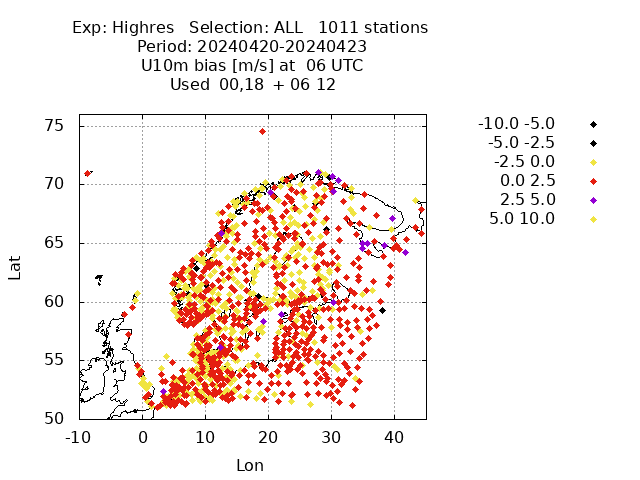 Exp: Highres   Selection: ALL   1011 stations
Period: 20240420-20240423
U10m bias [m/s] at  06 UTC
Used  00,18  + 06 12
-10.0 -5.0
-5.0 -2.5
-2.5 0.0
0.0 2.5
2.5 5.0
5.0 10.0
75
70
65
60
55
50
Lat
-10 0 10 20 30 40
Lon